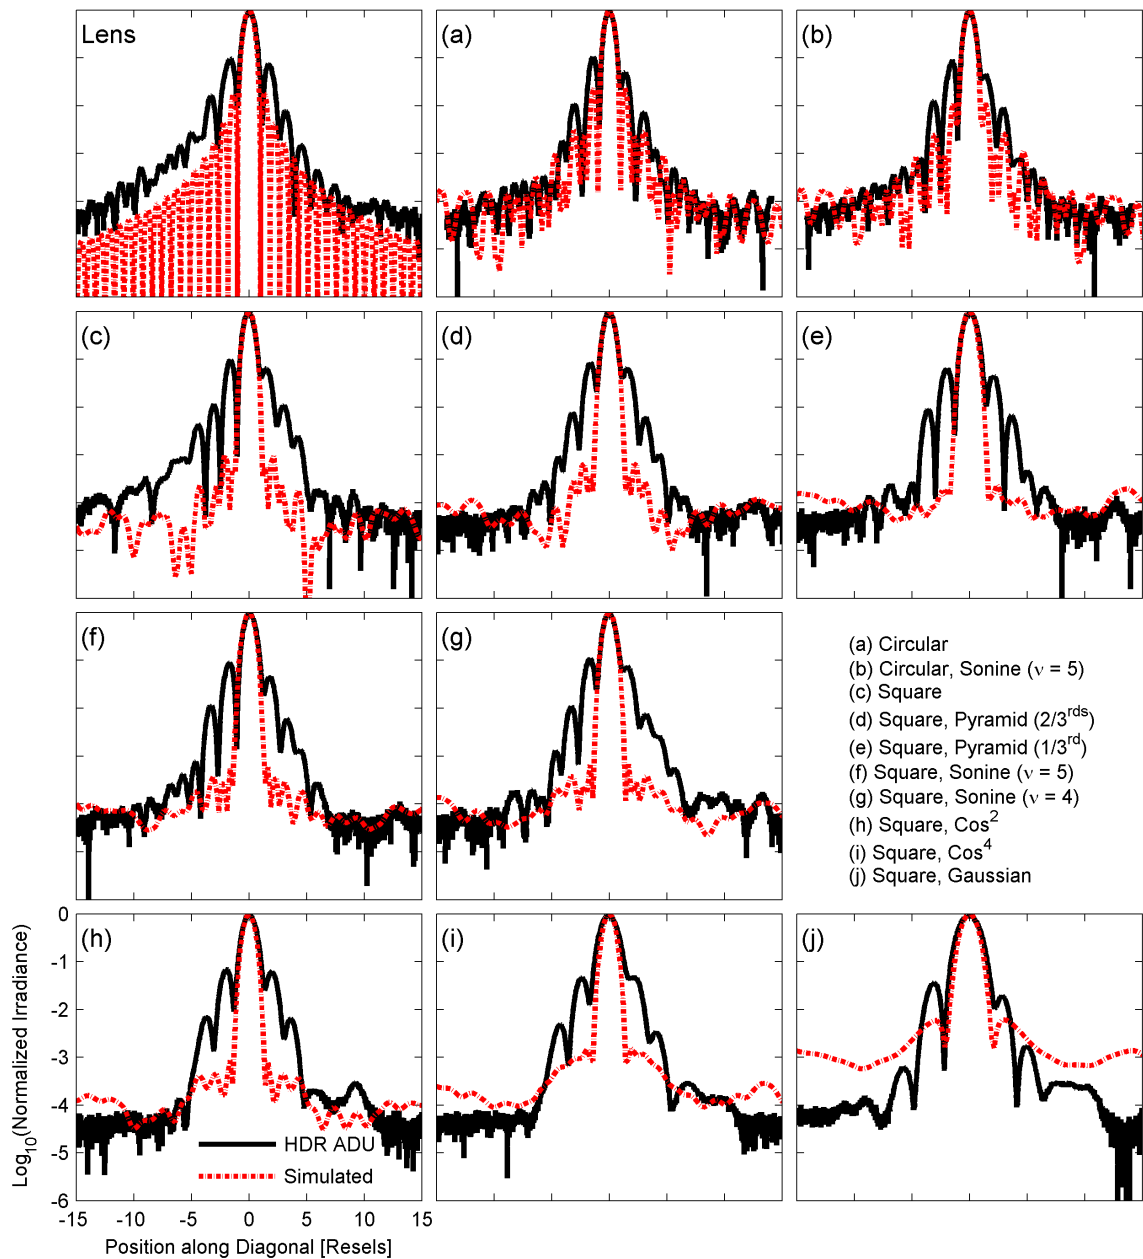 Lens
(a)
(b)
(c)
(d)
(e)
(f)
(g)
(a) Circular
(b) Circular, Sonine (ν = 5)
(c) Square
(d) Square, Pyramid (2/3rds)
(e) Square, Pyramid (1/3rd)
(f) Square, Sonine (ν = 5)
(g) Square, Sonine (ν = 4)
(h) Square, Cos2
(i) Square, Cos4
(j) Square, Gaussian
(h)
(i)
(j)
Log10(Normalized Irradiance)
0
-1
-2
-3
-4
-5
-6
HDR ADU
Simulated
-15 -10 -5 0 5 10 15
Position along Diagonal [Resels]